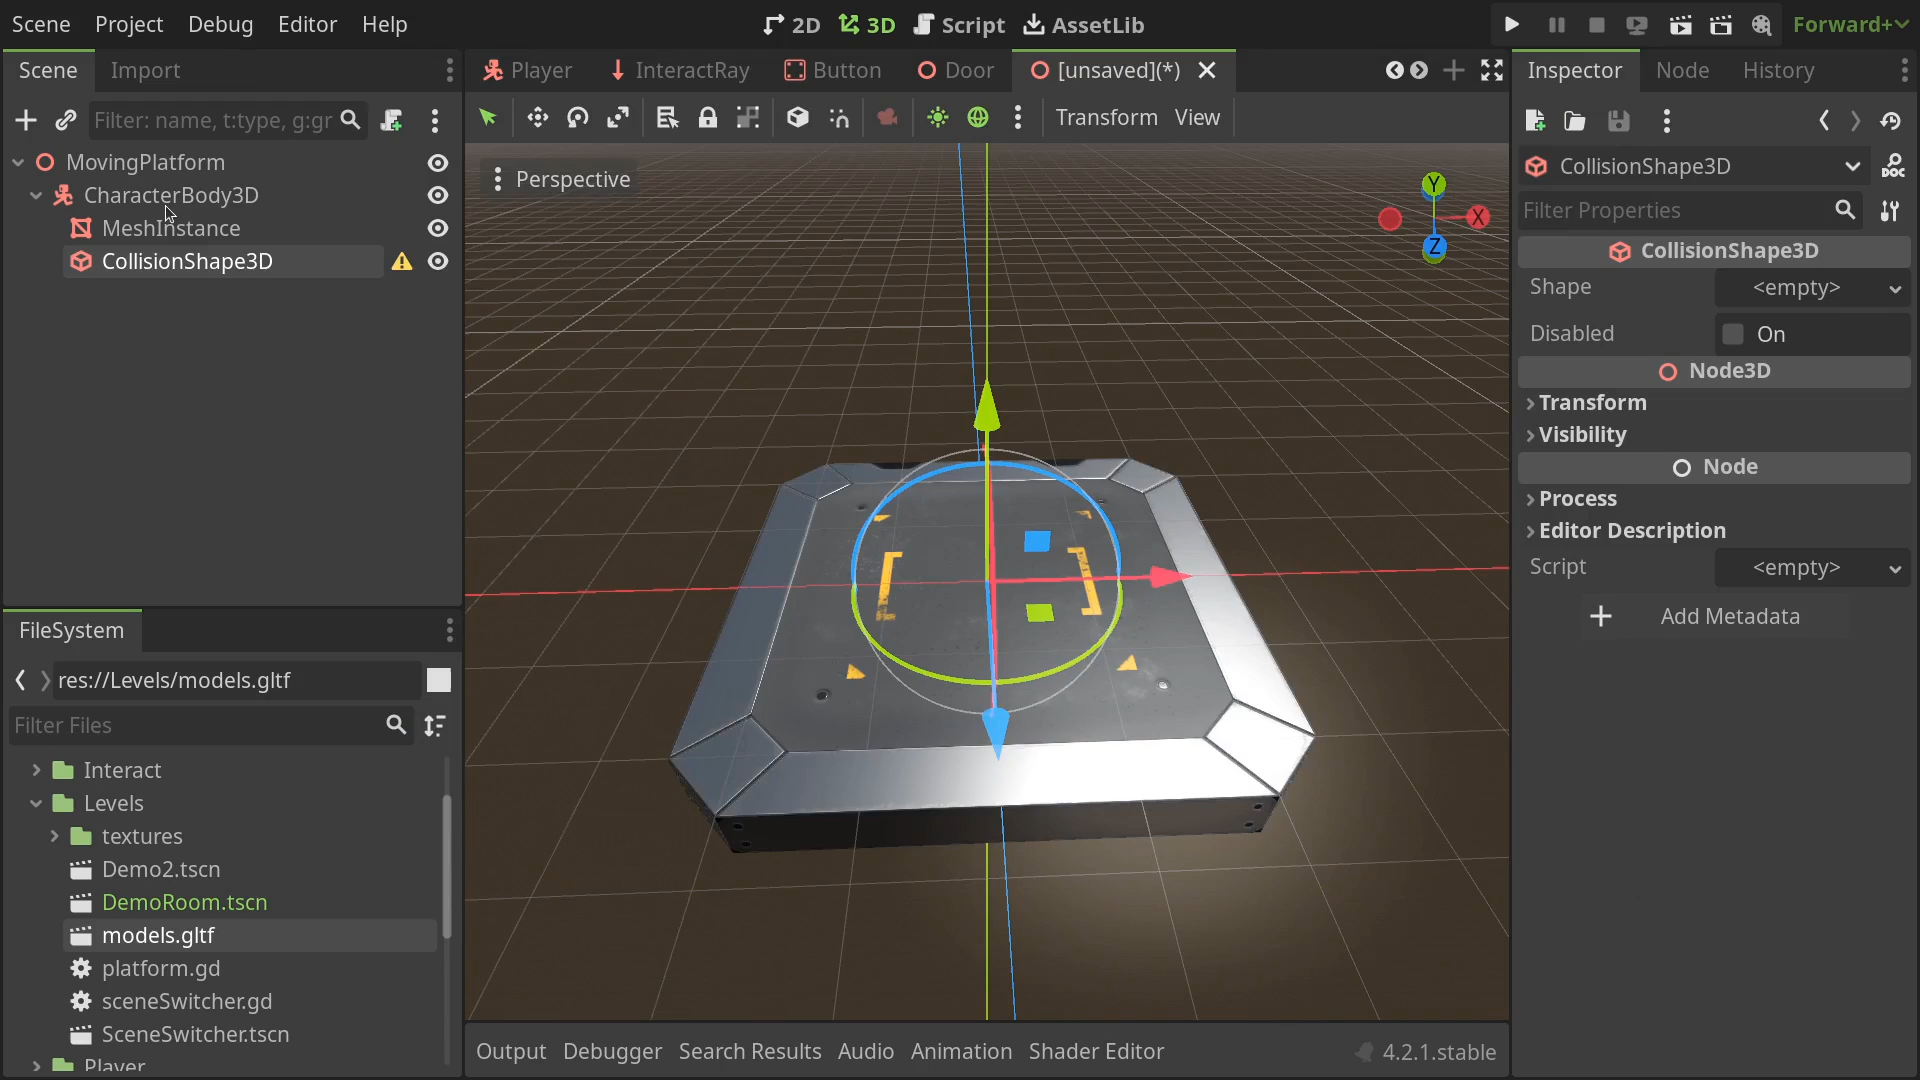 Scene Project Debug Editor Help
2D 3D Script AssetLib
Forward+
Scene Import
Filter: name, t:type, g:gr
MovingPlatform
CharacterBody3D
MeshInstance
CollisionShape3D
FileSystem
res://Levels/models.gltf
Filter Files
Interact
Levels
textures
Demo2.tscn
DemoRoom.tscn
models.gltf
platform.gd
sceneSwitcher.gd
SceneSwitcher.tscn
Player
Player InteractRay Button Door [unsaved](*)
Transform View
Perspective
Y
X
Z
Output Debugger Search Results Audio Animation Shader Editor 4.2.1.stable
Inspector Node History
CollisionShape3D
Filter Properties
CollisionShape3D
Shape <empty>
Disabled On
Node3D
Transform
Visibility
Node
Process
Editor Description
Script <empty>
Add Metadata